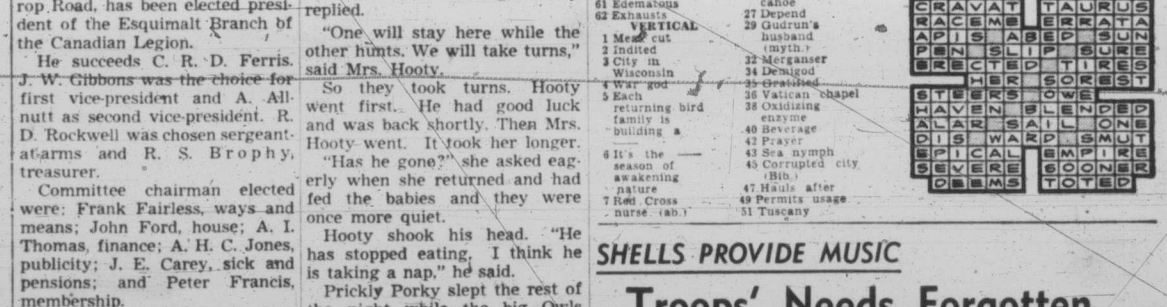 rop Road, has been elected presi-
dent of the Esquimalt Branch of
the Canadian Legion.
He succeeds C. R. D. Ferris.
J. W. Gibbons was the choice for
first vice-president and A. All-
nutt as second vice-president. R.
D. Rockwell was chosen sergeant-
at-arms and R. S. Brophy,
treasurer.
Committee chairman elected
were: Frank Fairless, ways and
means; John Ford, house; A. I.
Thomas, finance; A. H. C. Jones,
publicity; J. E. Carey, sick and
pensions; and Peter Francis,
membership.
replied.
"One will stay here while the
other hunts. We will take turns,"
said Mrs. Hooty.
So they took turns. Hooty
went first. He had good luck
and was back shortly. Then Mrs.
Hooty went. It took her longer.
"Has he gone?" she asked eag-
erly when she returned and had
fed the babies and they were
once more quiet.
Hooty shook his head. "He
has stopped eating. I think he
is taking a nap," he said.
Prickly Porky slept the rest of
the night while the big Owls
61 Edematous
62 Exhausts
VERTICAL
1 Meat cut
2 Indited
3 City in
Wisconsin
4 War god
5 Each
returning bird
family is
building a
6 It's the
season of
awakening
nature
7 Red Cross
nurse (ab.)
canoe
27 Depend
29 Gudrun's
husband
(myth.)
32 Merganser
34 Demigod
35 Gratified
36 Vatican chapel
38 Oxidizing
enzyme
40 Beverage
42 Prayer
43 Sea nymph
45 Corrupted city
(Bib.)
47 Hauls after
49 Permits usage
51 Tuscany
CRAVAT TAURUS
RACEME ERRATA
APIS ABED SUN
PEN SLIP SURE
ERECTED TIRES
HER SOREST
STEERS OWE
HAVEN BLENDED
ALAR SAIL ONE
DIS WARD SMUT
EPICAL EMPIRE
SEVERE SOONER
DEEMS TOTED
SHELLS PROVIDE MUSIC
Troops' Needs Forgotten